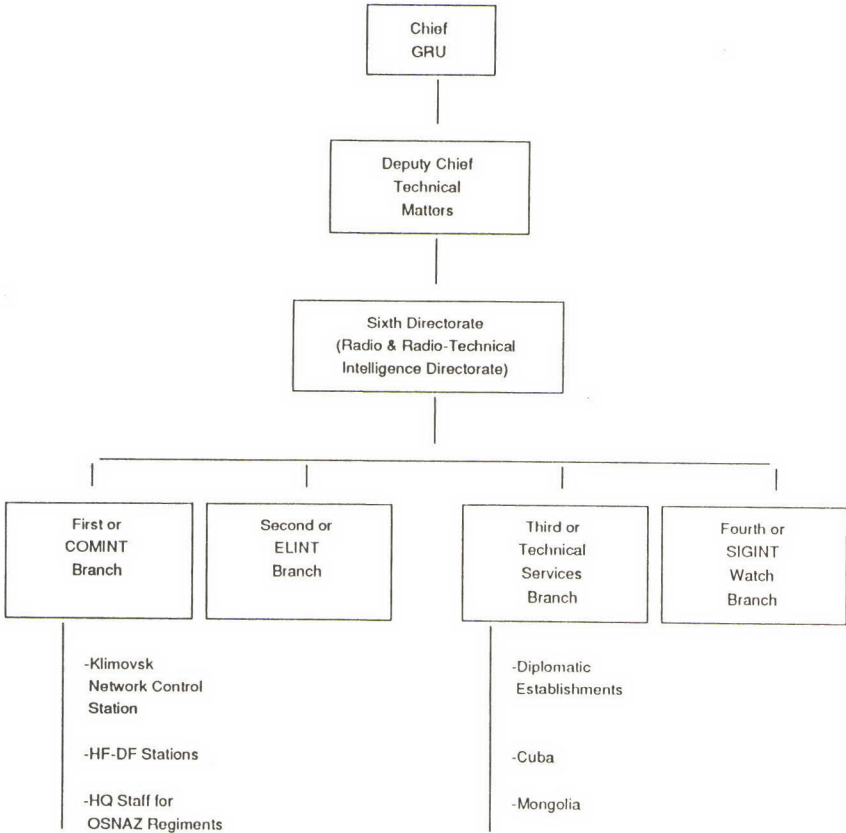 Chief
GRU
Deputy Chief
Technical
Matters
Sixth Directorate
(Radio & Radio-Technical
Intelligence Directorate)
First or
COMINT
Branch
Second or
ELINT
Branch
Third or
Technical
Services
Branch
Fourth or
SIGINT
Watch
Branch
-Klimovsk
Network Control
Station
-HF-DF Stations
-HQ Staff for
OSNAZ Regiments
-Diplomatic
Establishments
-Cuba
-Mongolia